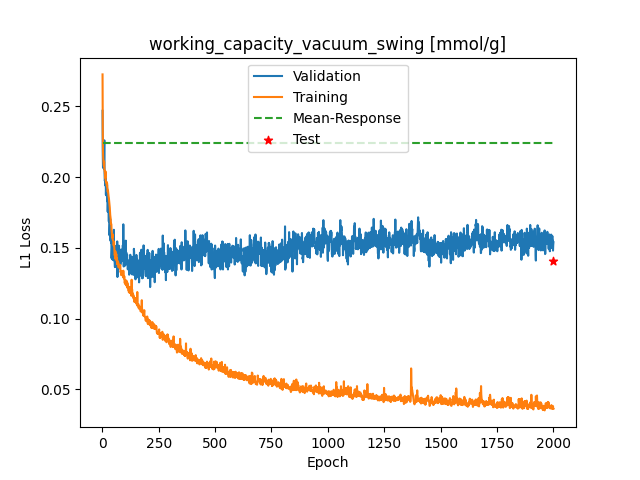 working_capacity_vacuum_swing [mmol/g]
Validation
Training
Mean-Response
Test
L1 Loss
0.25
0.20
0.15
0.10
0.05
0 250 500 750 1000 1250 1500 1750 2000
Epoch